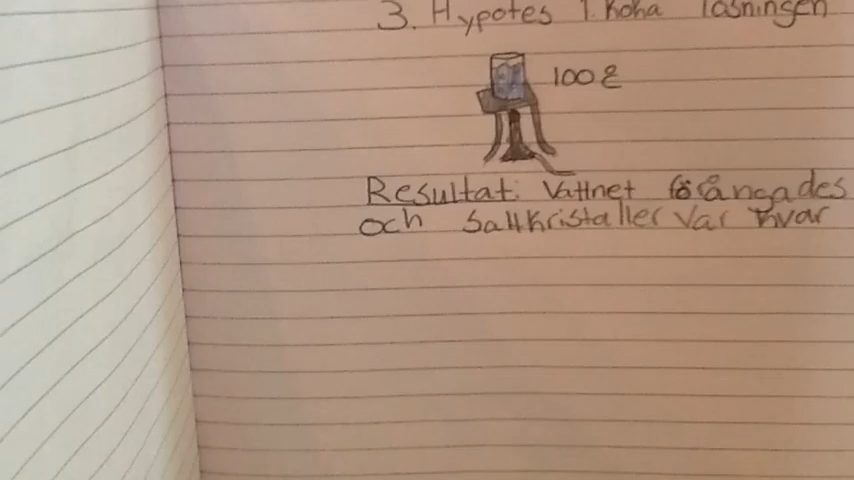 3. Hypotes 1. Koka lösningen
100 g
Resultat: Vattnet förångades
och Saltkristaller var kvar